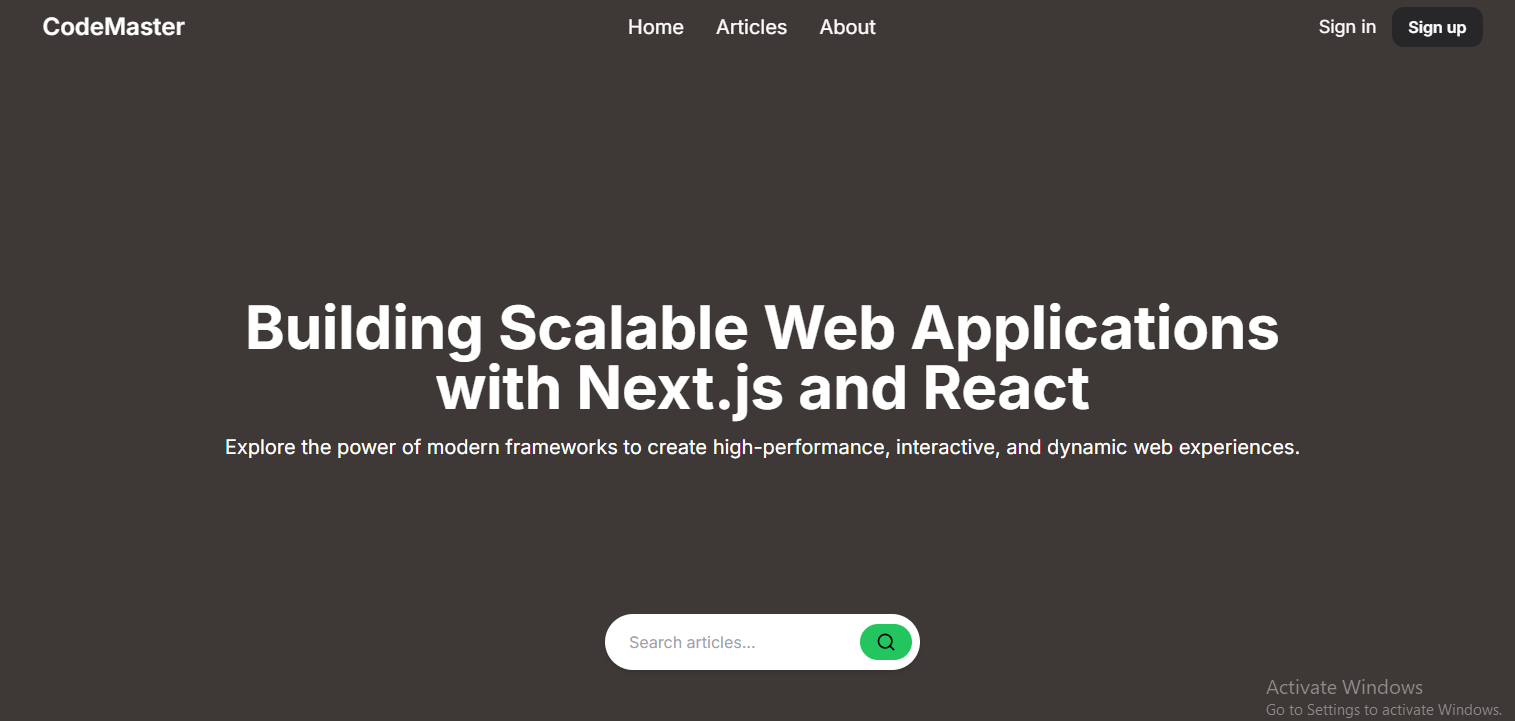 CodeMaster
Home Articles About
Sign in Sign up
Building Scalable Web Applications
with Next.js and React
Explore the power of modern frameworks to create high-performance, interactive, and dynamic web experiences.
Search articles...
Activate Windows
Go to Settings to activate Windows.